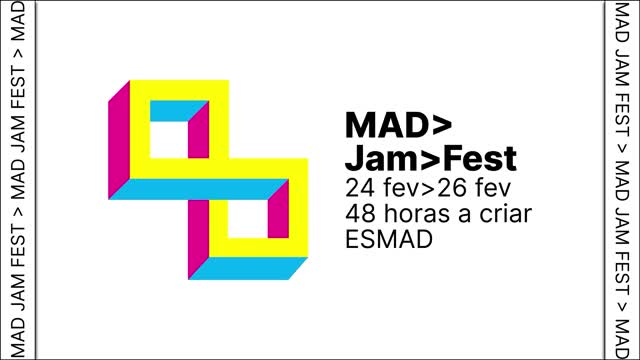 MAD JAM FEST > MAD JAM FEST > MAD
MAD>
Jam>Fest
24 fev>26 fev
48 horas a criar
ESMAD
MAD JAM FEST > MAD JAM FEST > MAD